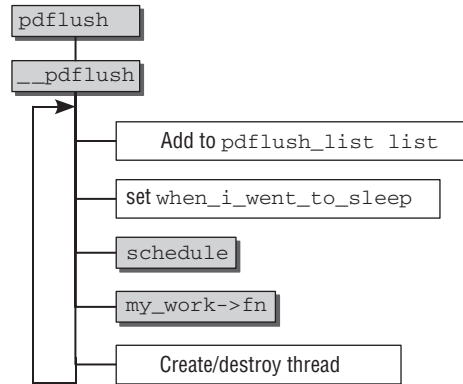 pdflush
__pdflush
Add to pdflush_list list
set when_i_went_to_sleep
schedule
my_work->fn
Create/destroy thread